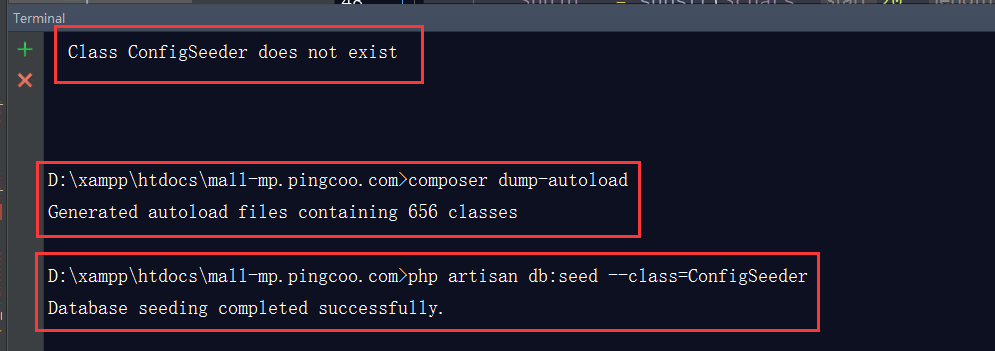 Terminal
Class ConfigSeeder does not exist
D:\xampp\htdocs\mall-mp.pingcoo.com>composer dump-autoload
Generated autoload files containing 656 classes
D:\xampp\htdocs\mall-mp.pingcoo.com>php artisan db:seed --class=ConfigSeeder
Database seeding completed successfully.